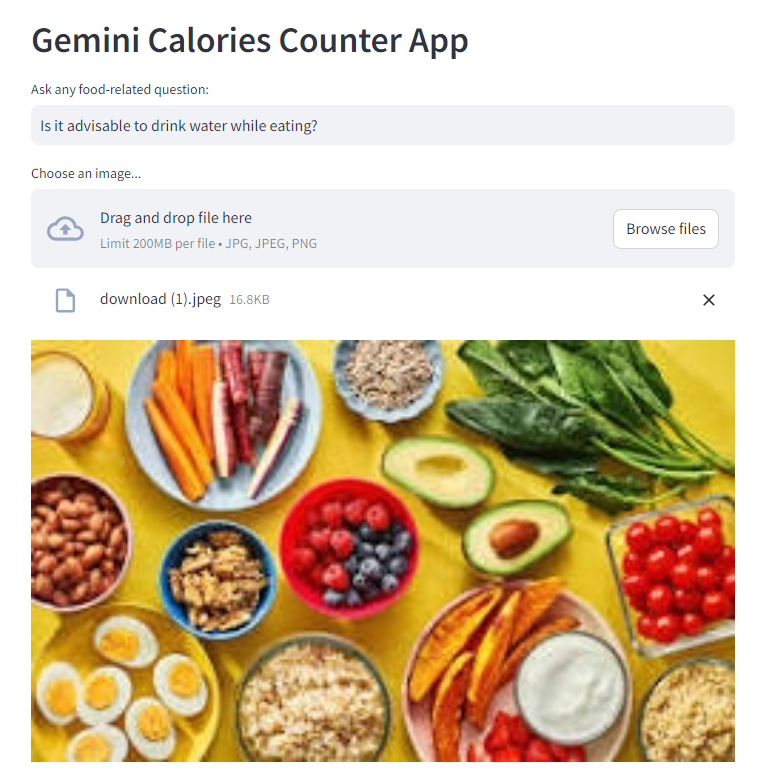 Gemini Calories Counter App
Ask any food-related question:
Is it advisable to drink water while eating?
Choose an image...
Drag and drop file here
Limit 200MB per file • JPG, JPEG, PNG
Browse files
download (1).jpeg 16.8KB